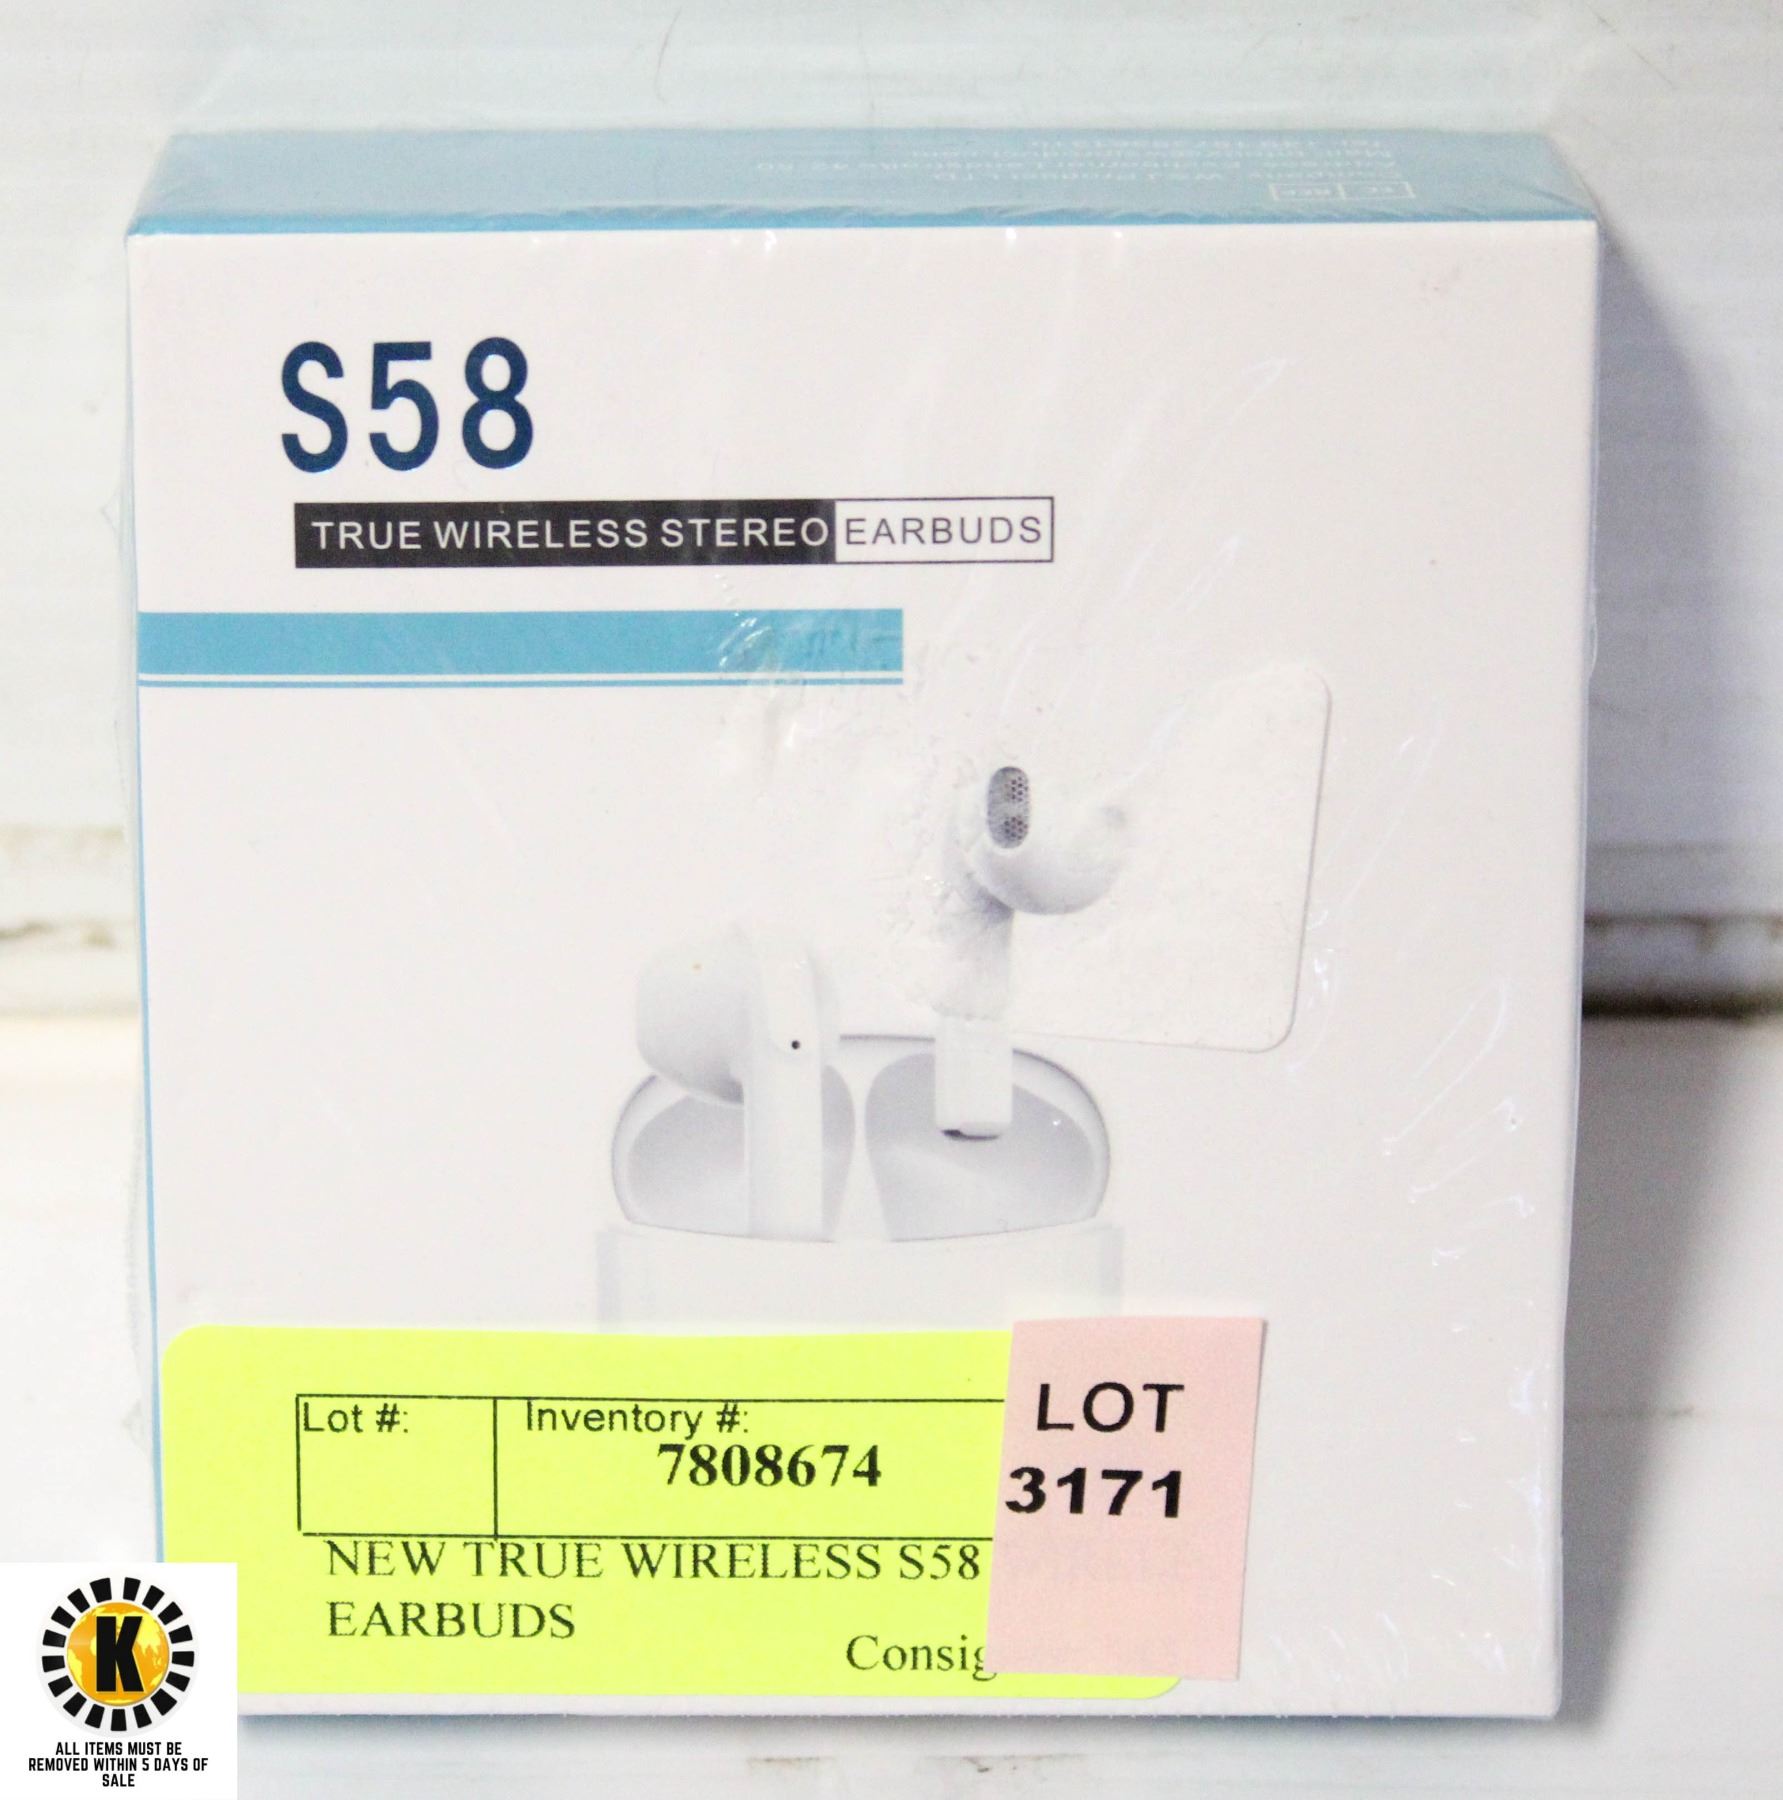 S58
TRUE WIRELESS STEREO EARBUDS
Lot #:
Inventory #:
7808674
LOT
3171
NEW TRUE WIRELESS S58
EARBUDS
Consig
K
ALL ITEMS MUST BE
REMOVED WITHIN 5 DAYS OF
SALE